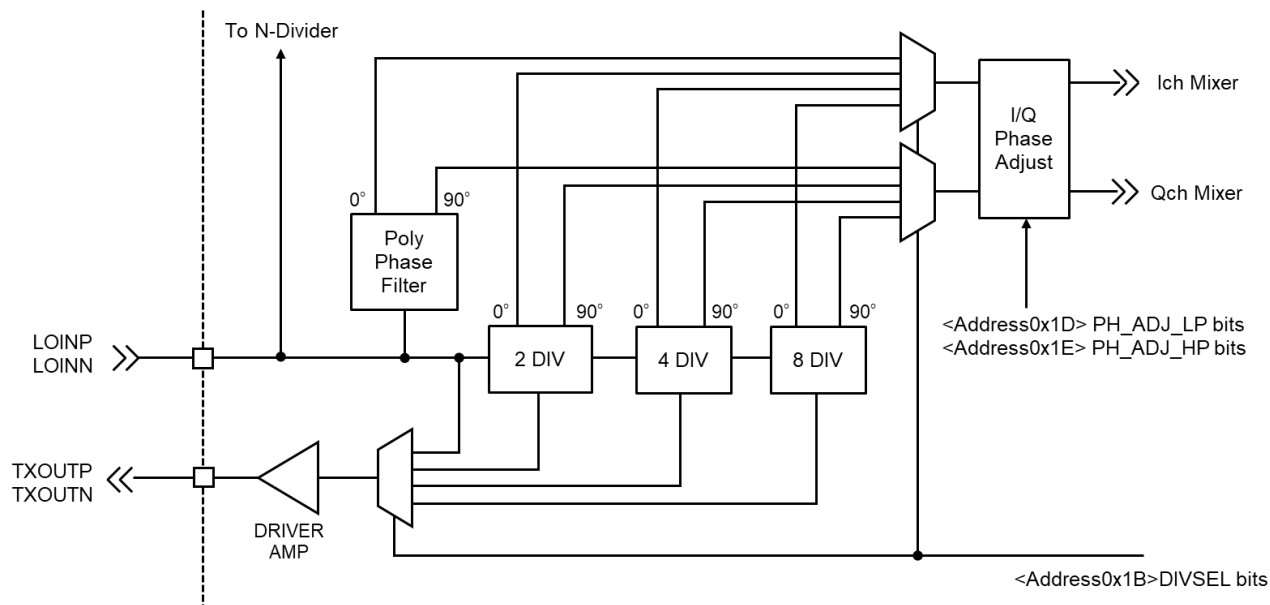 To N-Divider
Ich Mixer
I/Q
Phase
Adjust
Qch Mixer
0°
90°
Poly
Phase
Filter
0°
90°
0°
90°
0°
90°
<Address0x1D> PH_ADJ_LP bits
<Address0x1E> PH_ADJ_HP bits
LOINP
LOINN
2 DIV
4 DIV
8 DIV
TXOUTP
TXOUTN
DRIVER
AMP
<Address0x1B>DIVSEL bits